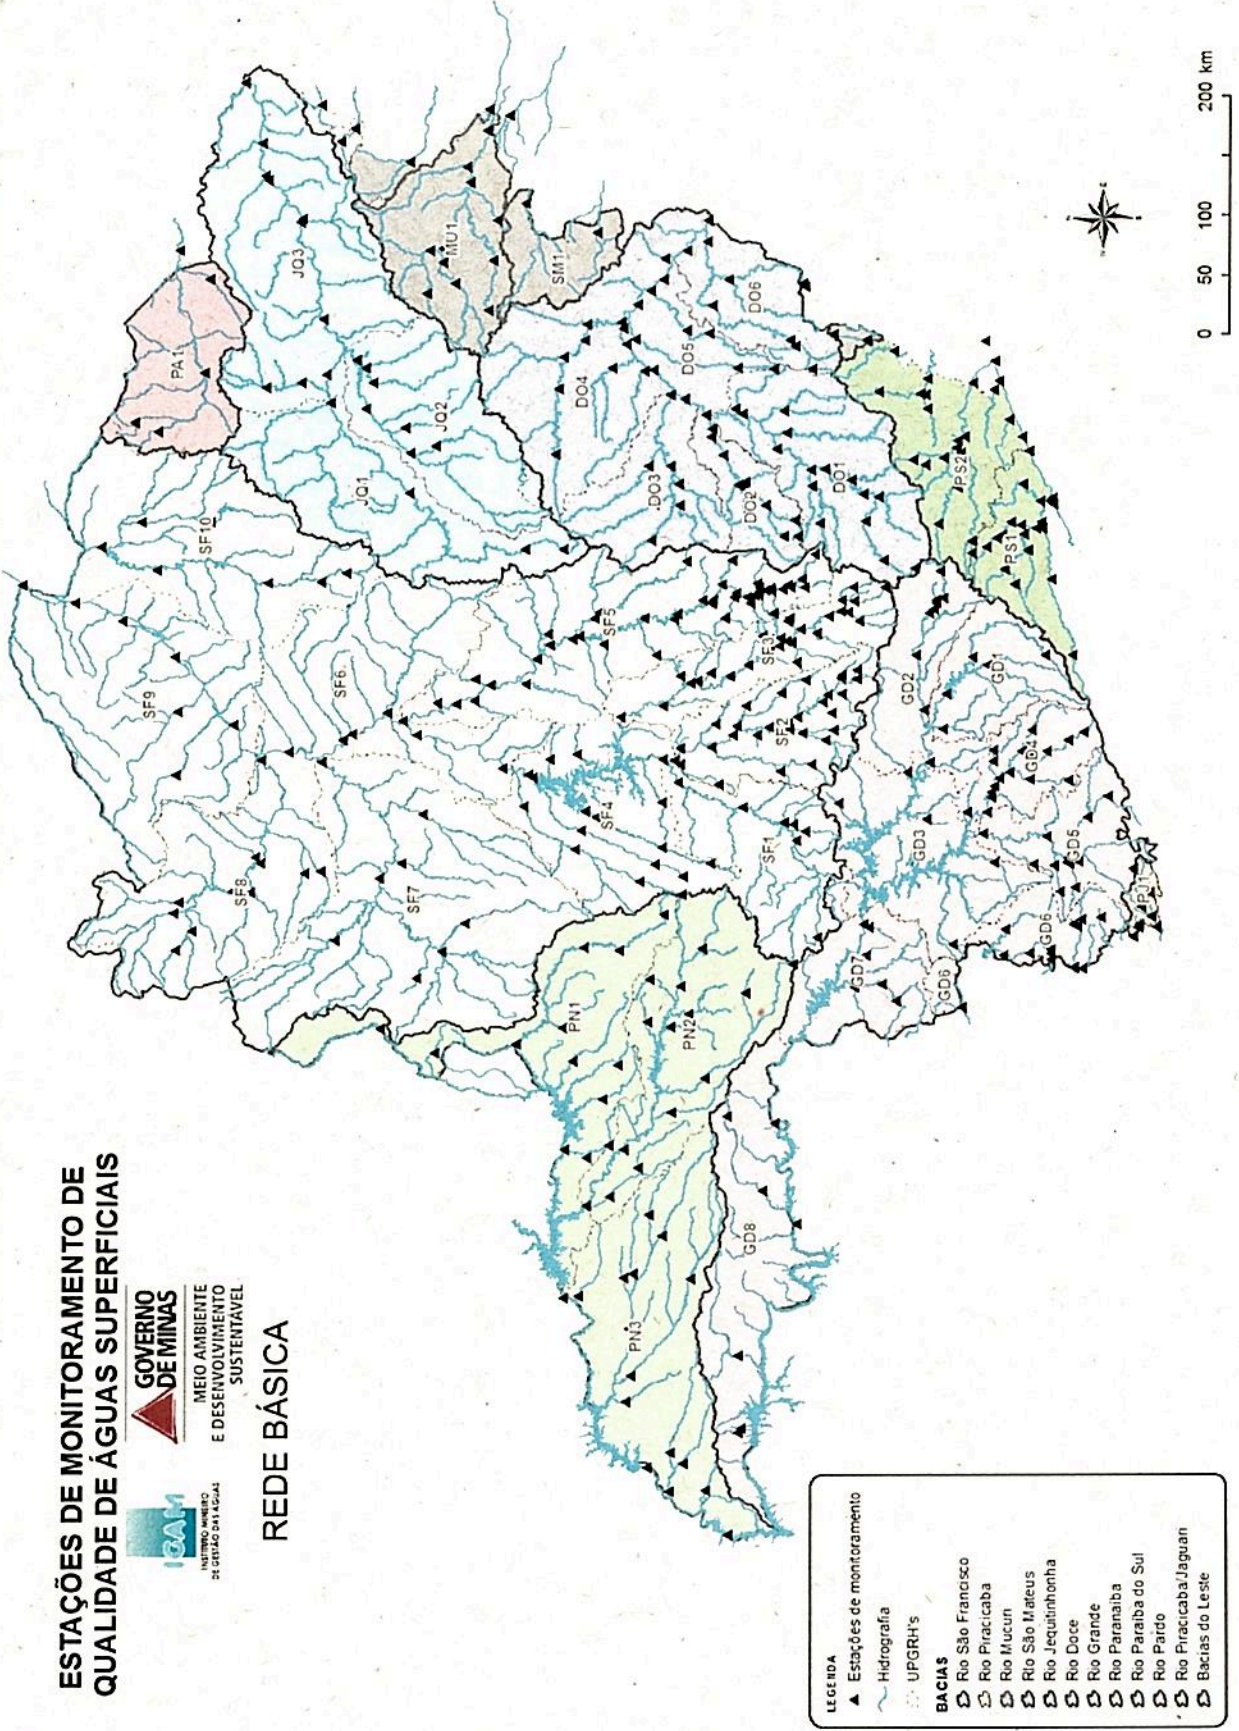 ESTAÇÕES DE MONITORAMENTO DE
QUALIDADE DE ÁGUAS SUPERFICIAIS
IGAM
INSTITUTO MINEIRO
DE GESTÃO DAS ÁGUAS
GOVERNO
DE MINAS
MEIO AMBIENTE
E DESENVOLVIMENTO
SUSTENTÁVEL
REDE BÁSICA
SF9
SF10
PA1
JQ3
SF8
SF6
JQ1
JQ2
MU1
SF7
SM1
PN1
SF4
SF5
DO4
DO3
DO5
DO6
PN3
PN2
SF1
SF2
SF3
DO2
DO1
GD8
GD7
GD3
GD2
GD6
GD1
PS2
PS1
GD4
GD6
GD5
PJ1
0 50 100 200 km
LEGENDA
Estações de monitoramento
Hidrografia
UPGRH's
BACIAS
Rio São Francisco
Rio Piracicaba
Rio Mucuri
Rio São Mateus
Rio Jequitinhonha
Rio Doce
Rio Grande
Rio Paranaiba
Rio Paraíba do Sul
Rio Pardo
Rio Piracicaba/Jaguari
Bacias do Leste